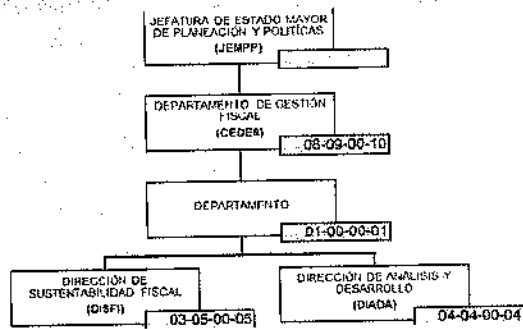 JEFATURA DE ESTADO MAYOR
DE PLANEACIÓN Y POLÍTICAS
(JEMPP)
DEPARTAMENTO DE GESTIÓN
FISCAL
(CEDEA)
08-09-00-10
DEPARTAMENTO
01-00-00-01
DIRECCIÓN DE
SUSTENTABILIDAD FISCAL
(DISFI)
03-05-00-05
DIRECCIÓN DE ANÁLISIS Y
DESARROLLO
(DIADA)
04-04-00-04